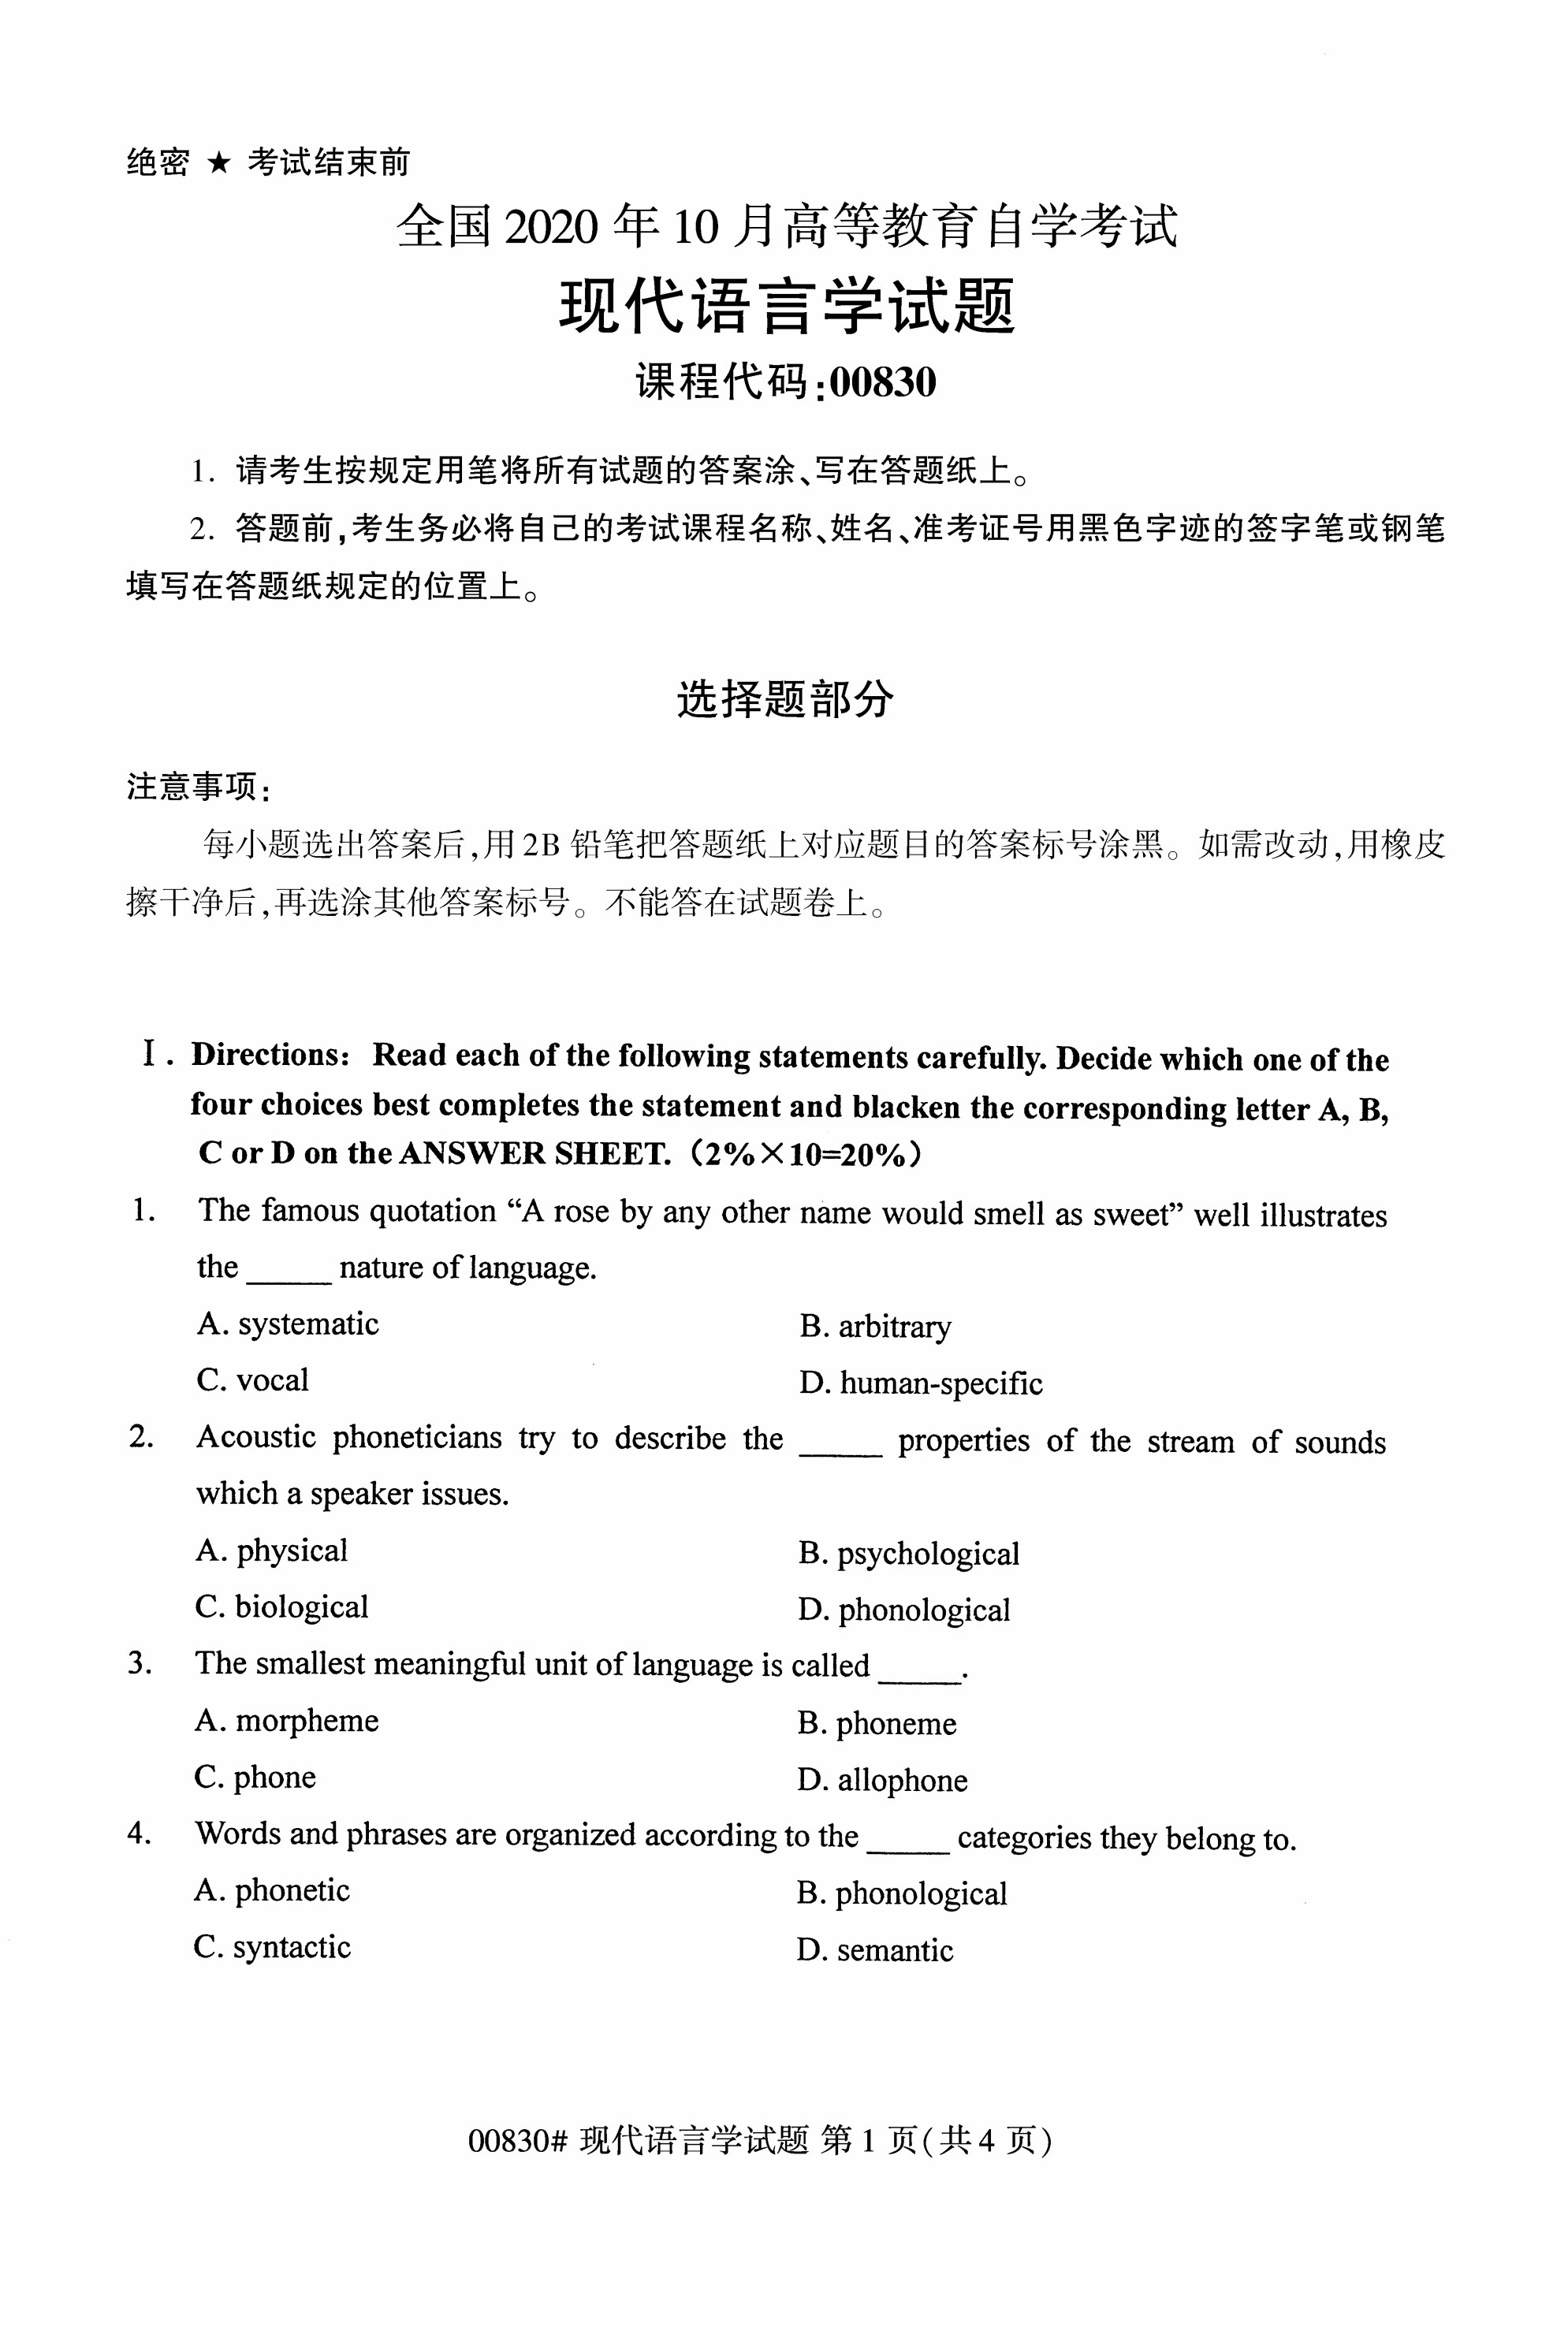 绝密 ★ 考试结束前
全国 2020 年 10 月高等教育自学考试
现代语言学试题
课程代码:00830
1. 请考生按规定用笔将所有试题的答案涂、写在答题纸上。
2. 答题前,考生务必将自己的考试课程名称、姓名、准考证号用黑色字迹的签字笔或钢笔
填写在答题纸规定的位置上。
选择题部分
注意事项:
每小题选出答案后,用 2B 铅笔把答题纸上对应题目的答案标号涂黑。如需改动,用橡皮
擦干净后,再选涂其他答案标号。不能答在试题卷上。
Ⅰ. Directions: Read each of the following statements carefully. Decide which one of the
four choices best completes the statement and blacken the corresponding letter A, B,
C or D on the ANSWER SHEET.(2%×10=20%)
1. The famous quotation “A rose by any other name would smell as sweet” well illustrates
the _____ nature of language.
A. systematic B. arbitrary
C. vocal D. human-specific
2. Acoustic phoneticians try to describe the _____ properties of the stream of sounds
which a speaker issues.
A. physical B. psychological
C. biological D. phonological
3. The smallest meaningful unit of language is called _____.
A. morpheme B. phoneme
C. phone D. allophone
4. Words and phrases are organized according to the _____ categories they belong to.
A. phonetic B. phonological
C. syntactic D. semantic
00830# 现代语言学试题 第 1 页(共 4 页)